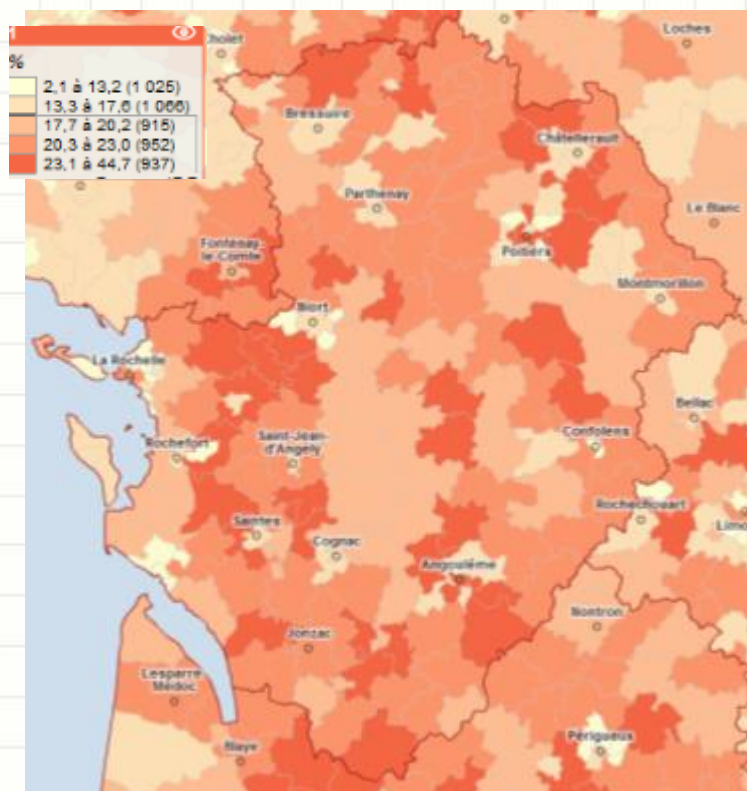 %
2,1 à 13,2 (1 025)
13,3 à 17,6 (1 066)
17,7 à 20,2 (915)
20,3 à 23,0 (952)
23,1 à 44,7 (937)
Cholet
Loches
Bressuire
Châtellerault
Parthenay
Le Blanc
Fontenay-
le-Comte
Poitiers
Montmorillon
Niort
La Rochelle
Bellac
Rochefort
Saint-Jean-
d'Angely
Confolens
Rochechouart
Saintes
Limo
Cognac
Angoulême
Nontron
Jonzac
Lesparre
Médoc
Périgueux
Blaye